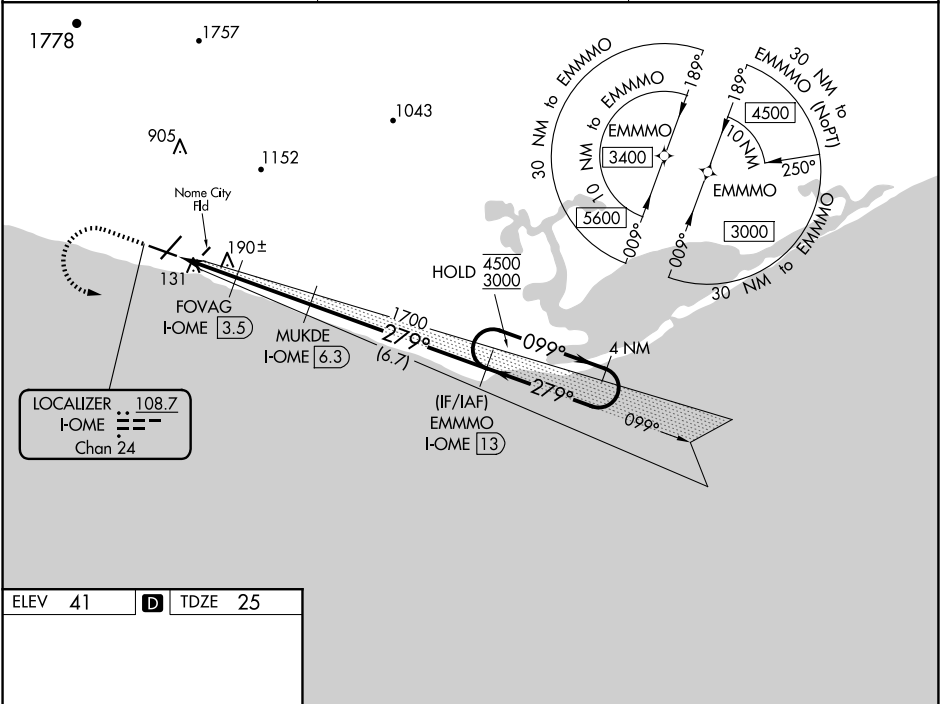 1778
1757
1043
905
1152
Nome City
Fld
190±
131
FOVAG
I-OME 3.5
MUKDE
I-OME 6.3
1700
279°
(6.7)
HOLD 4500
3000
099°
4 NM
279°
099°
(IF/IAF)
EMMMO
I-OME 13
LOCALIZER 108.7
I-OME
Chan 24
30 NM to EMMMO
10 NM to EMMMO
EMMMO
3400
5600
189°
009°
30 NM to
EMMMO (NoPT)
4500
189°
10 NM
250°
EMMMO
3000
009°
30 NM to EMMMO
ELEV 41 D TDZE 25